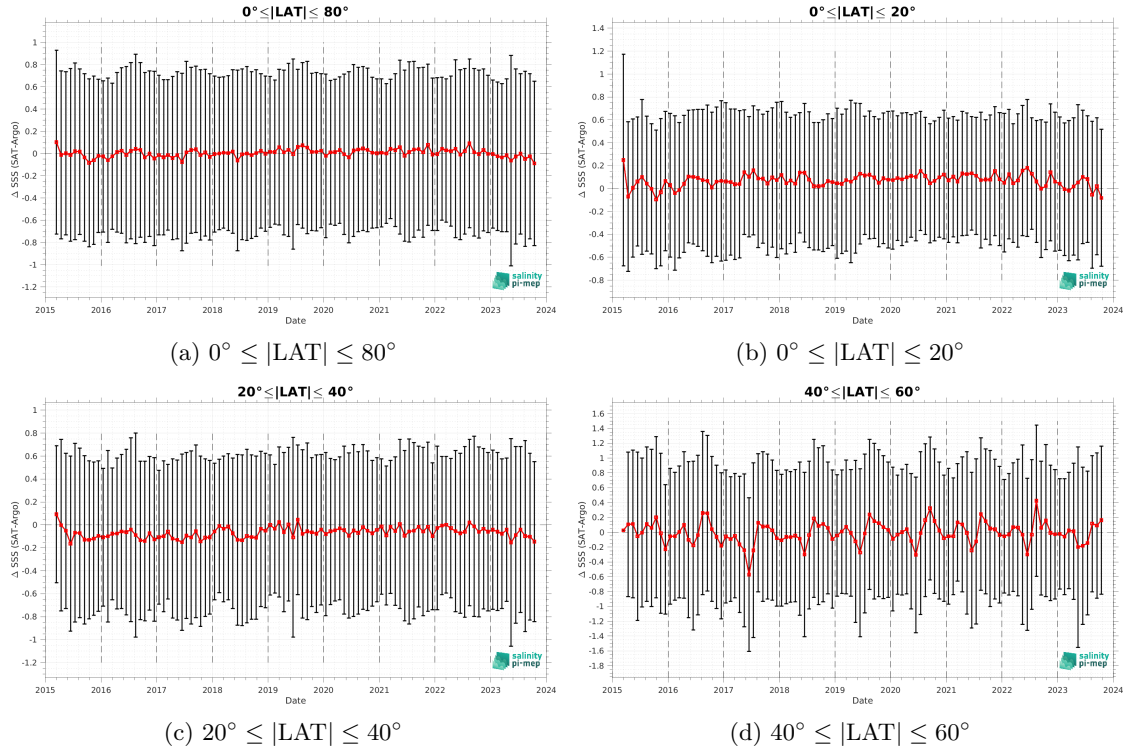 0°≤|LAT|≤ 80°
Δ SSS (SAT-Argo)
1
0.8
0.6
0.4
0.2
0
-0.2
-0.4
-0.6
-0.8
-1
-1.2
2015 2016 2017 2018 2019 2020 2021 2022 2023 2024
Date
salinity
pi-mep
(a) 0° ≤ |LAT| ≤ 80°
0°≤|LAT|≤ 20°
Δ SSS (SAT-Argo)
1.4
1.2
1
0.8
0.6
0.4
0.2
0
-0.2
-0.4
-0.6
-0.8
2015 2016 2017 2018 2019 2020 2021 2022 2023 2024
Date
salinity
pi-mep
(b) 0° ≤ |LAT| ≤ 20°
20°≤|LAT|≤ 40°
Δ SSS (SAT-Argo)
1
0.8
0.6
0.4
0.2
0
-0.2
-0.4
-0.6
-0.8
-1
-1.2
2015 2016 2017 2018 2019 2020 2021 2022 2023 2024
Date
salinity
pi-mep
(c) 20° ≤ |LAT| ≤ 40°
40°≤|LAT|≤ 60°
Δ SSS (SAT-Argo)
1.6
1.4
1.2
1
0.8
0.6
0.4
0.2
0
-0.2
-0.4
-0.6
-0.8
-1
-1.2
-1.4
-1.6
-1.8
2015 2016 2017 2018 2019 2020 2021 2022 2023 2024
Date
salinity
pi-mep
(d) 40° ≤ |LAT| ≤ 60°